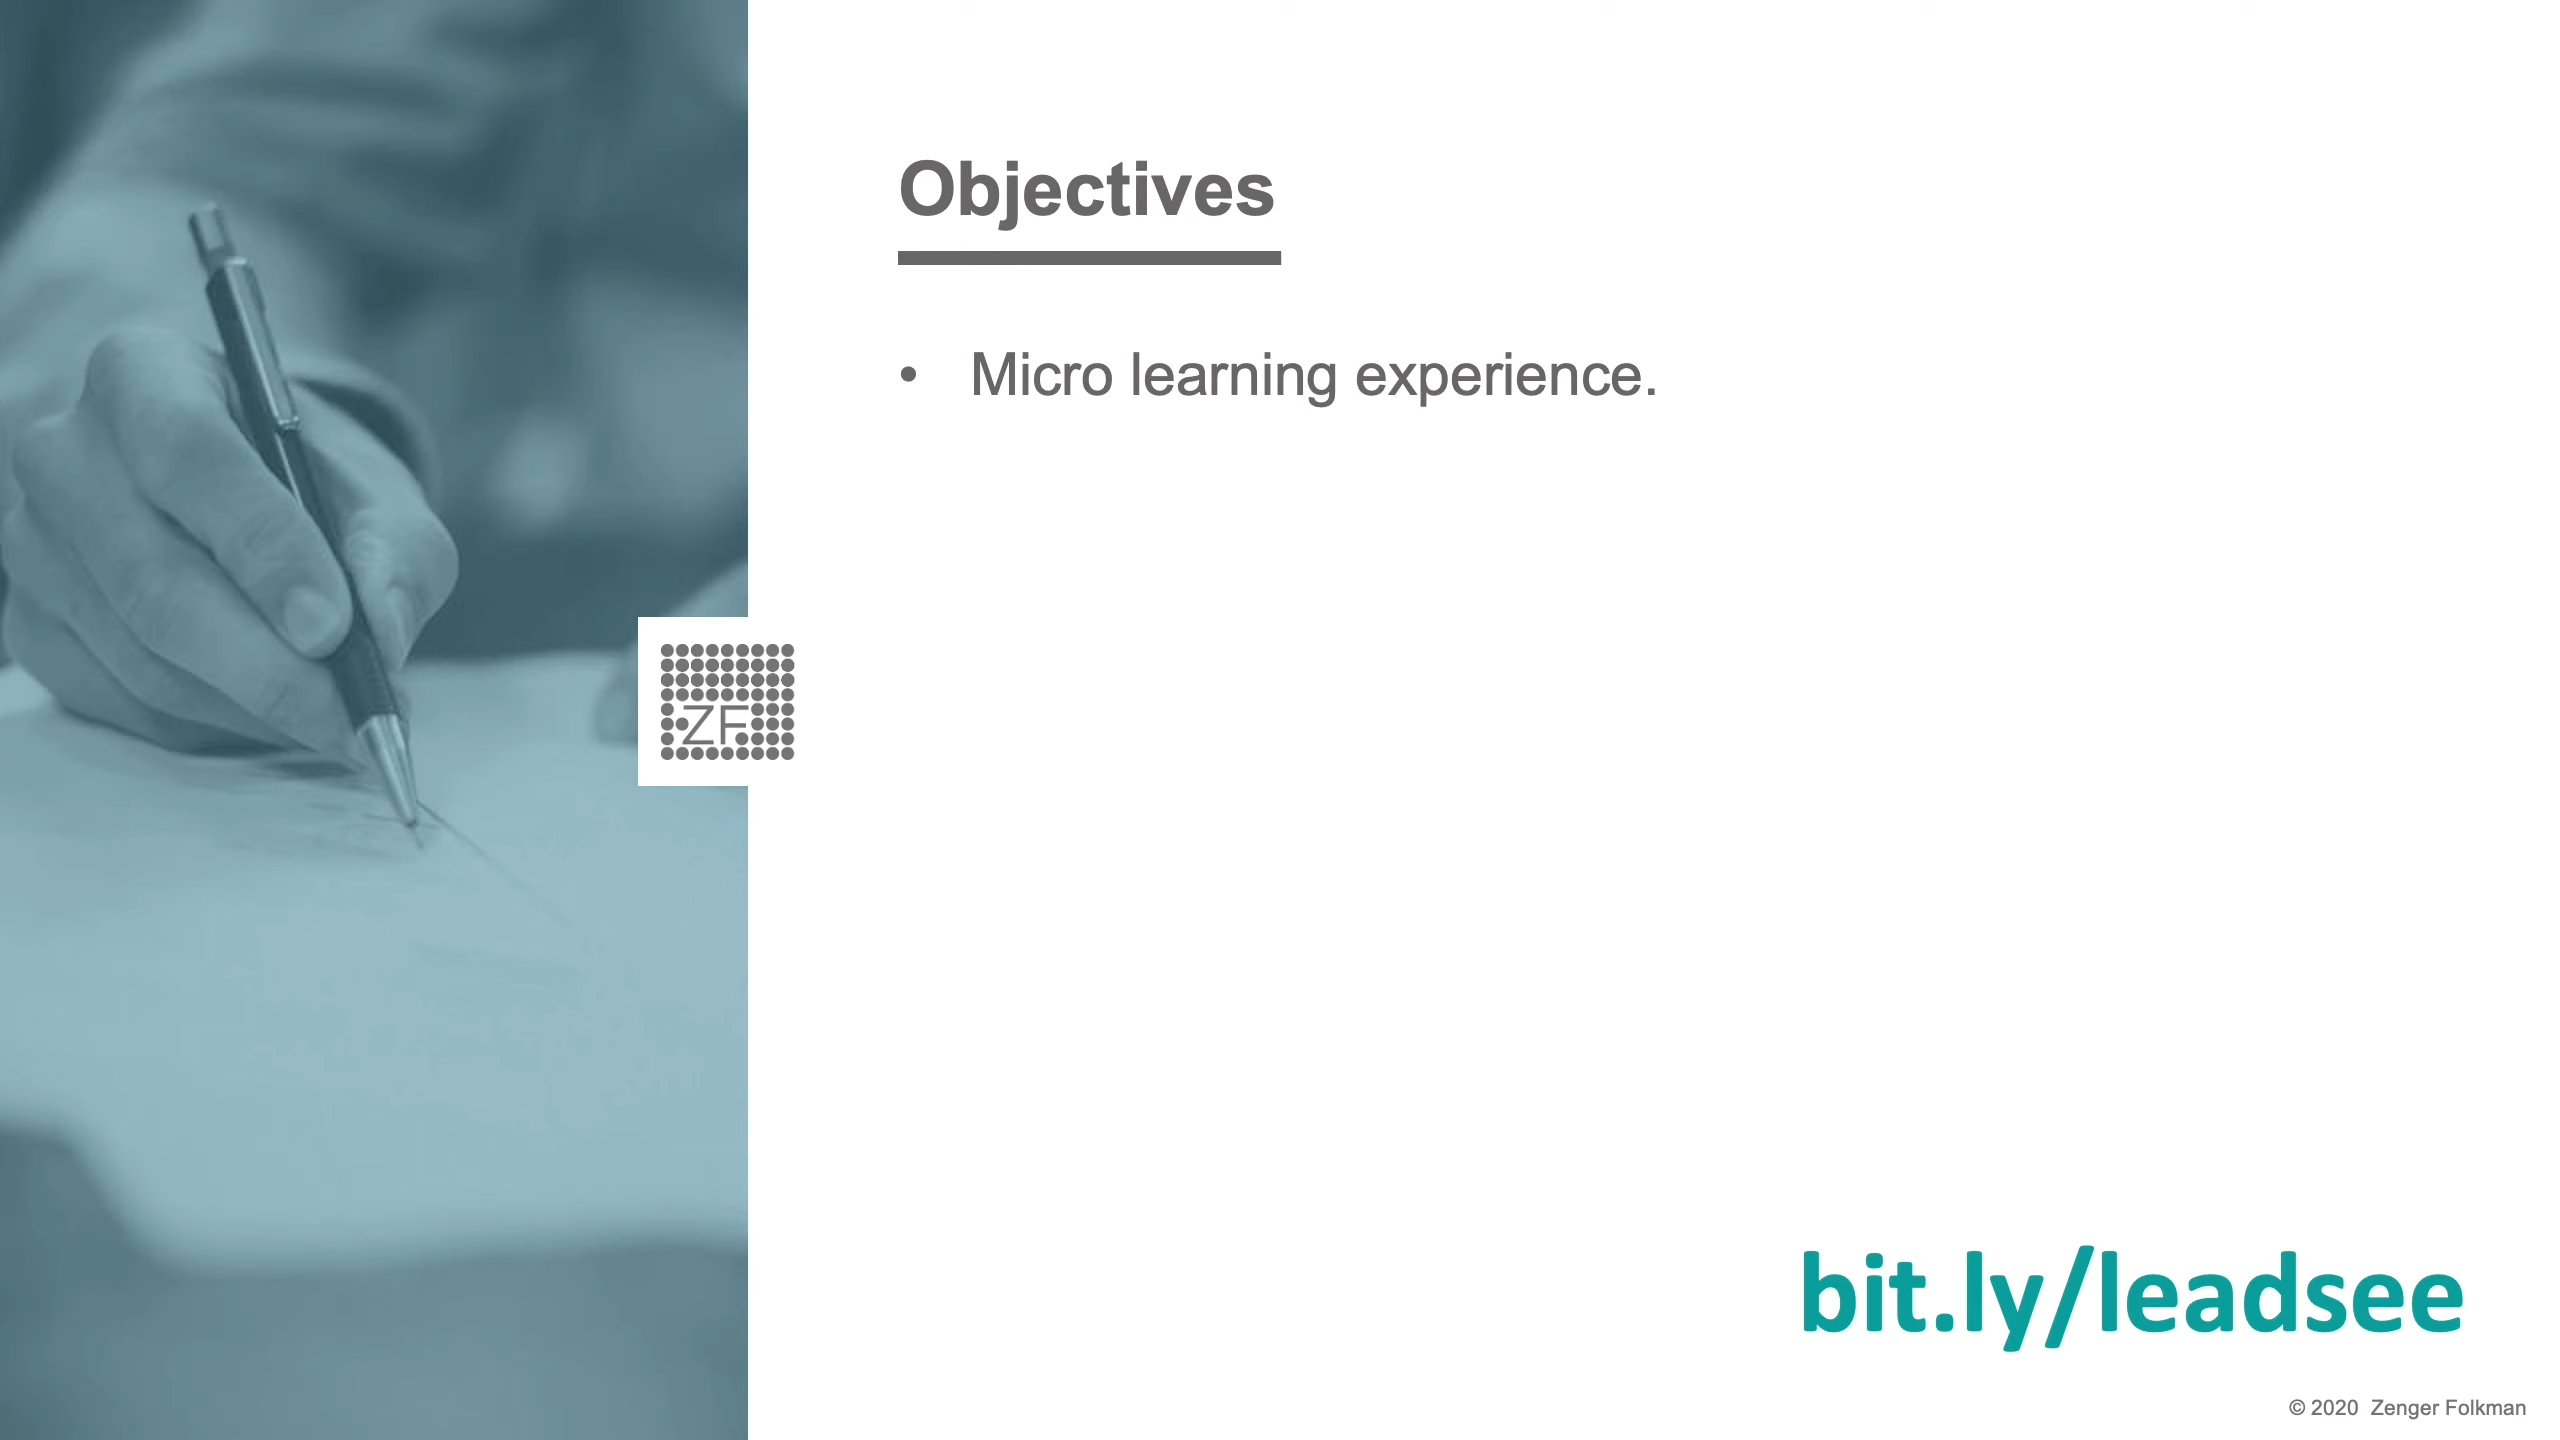 Objectives
• Micro learning experience.
ZF
bit.ly/leadsee
© 2020 Zenger Folkman